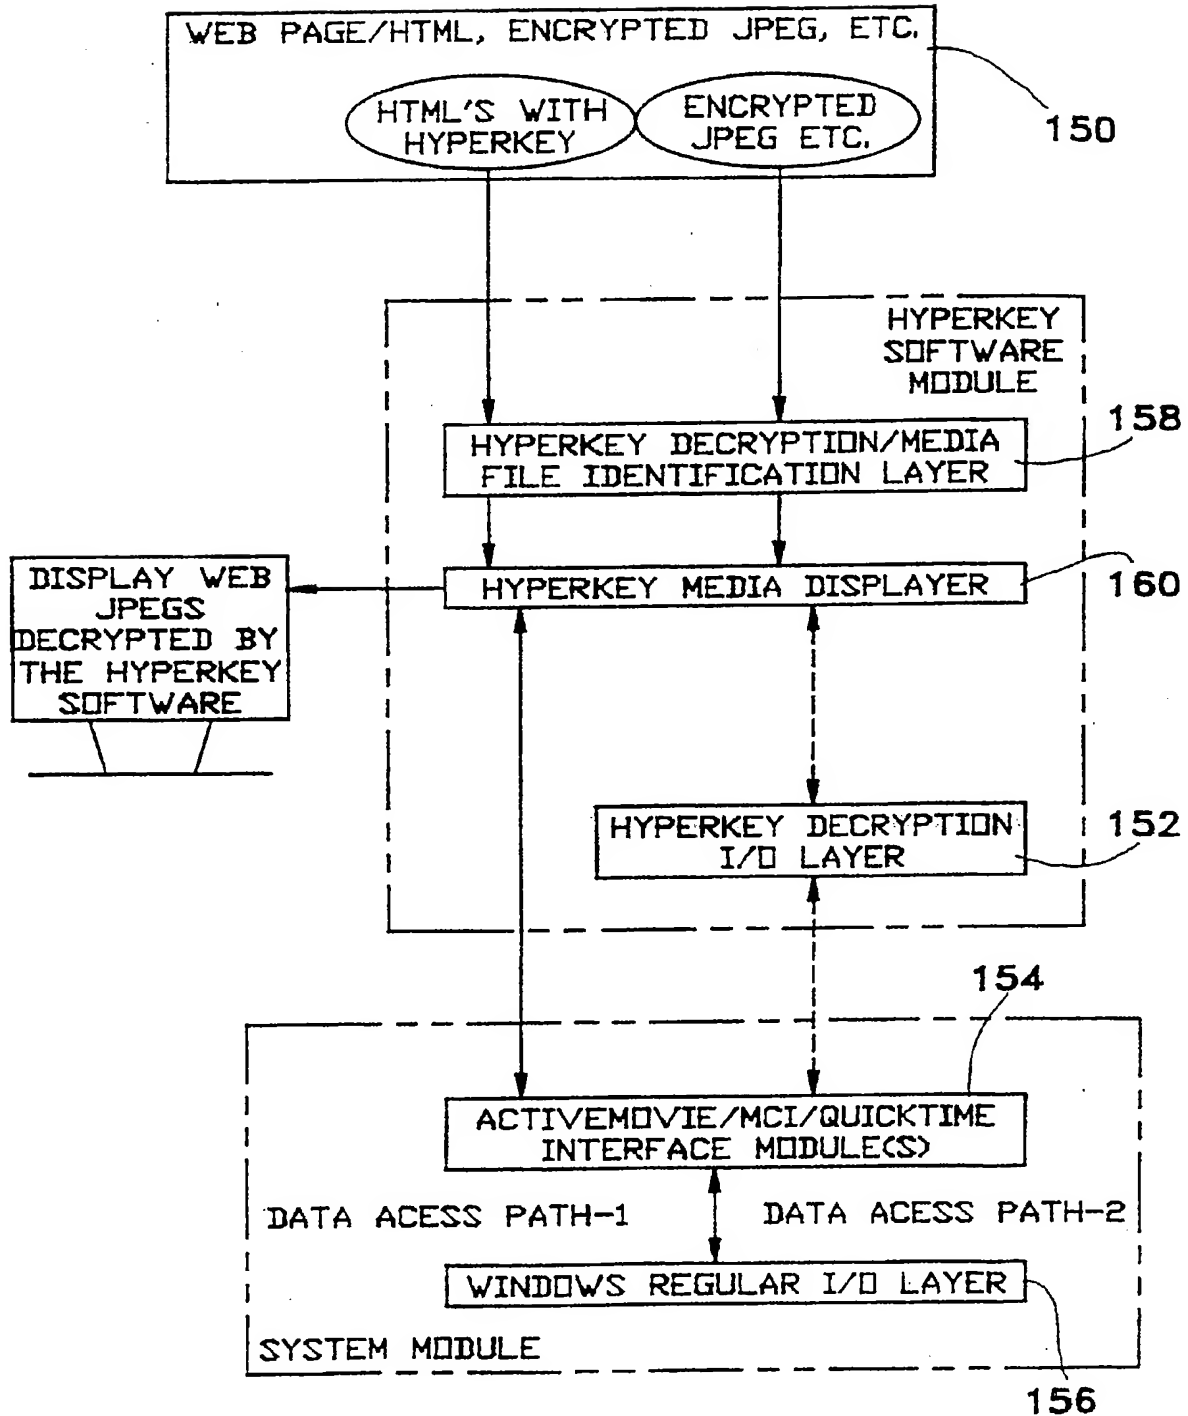 WEB PAGE/HTML, ENCRYPTED JPEG, ETC.
HTML'S WITH
HYPERKEY
ENCRYPTED
JPEG ETC.
150
HYPERKEY
SOFTWARE
MODULE
158
HYPERKEY DECRYPTION/MEDIA
FILE IDENTIFICATION LAYER
160
HYPERKEY MEDIA DISPLAYER
DISPLAY WEB
JPEGS
DECRYPTED BY
THE HYPERKEY
SOFTWARE
152
HYPERKEY DECRYPTION
I/O LAYER
154
ACTIVEMOVIE/MCI/QUICKTIME
INTERFACE MODULE(S)
DATA ACESS PATH-1
DATA ACESS PATH-2
WINDOWS REGULAR I/O LAYER
SYSTEM MODULE
156